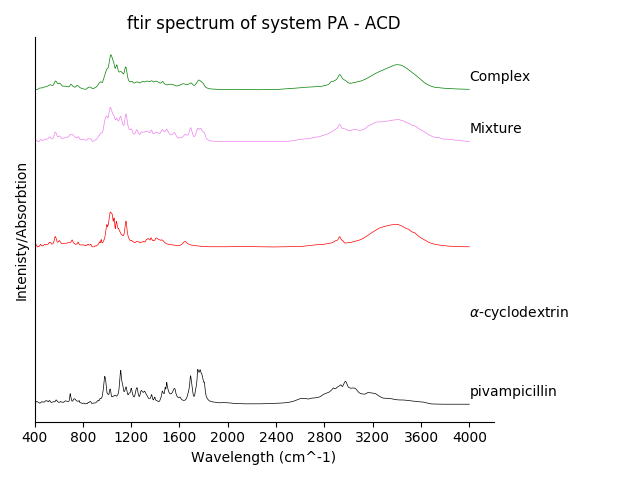 ftir spectrum of system PA - ACD
Intenisty/Absorbtion
Complex
Mixture
α-cyclodextrin
pivampicillin
400 800 1200 1600 2000 2400 2800 3200 3600 4000
Wavelength (cm^-1)